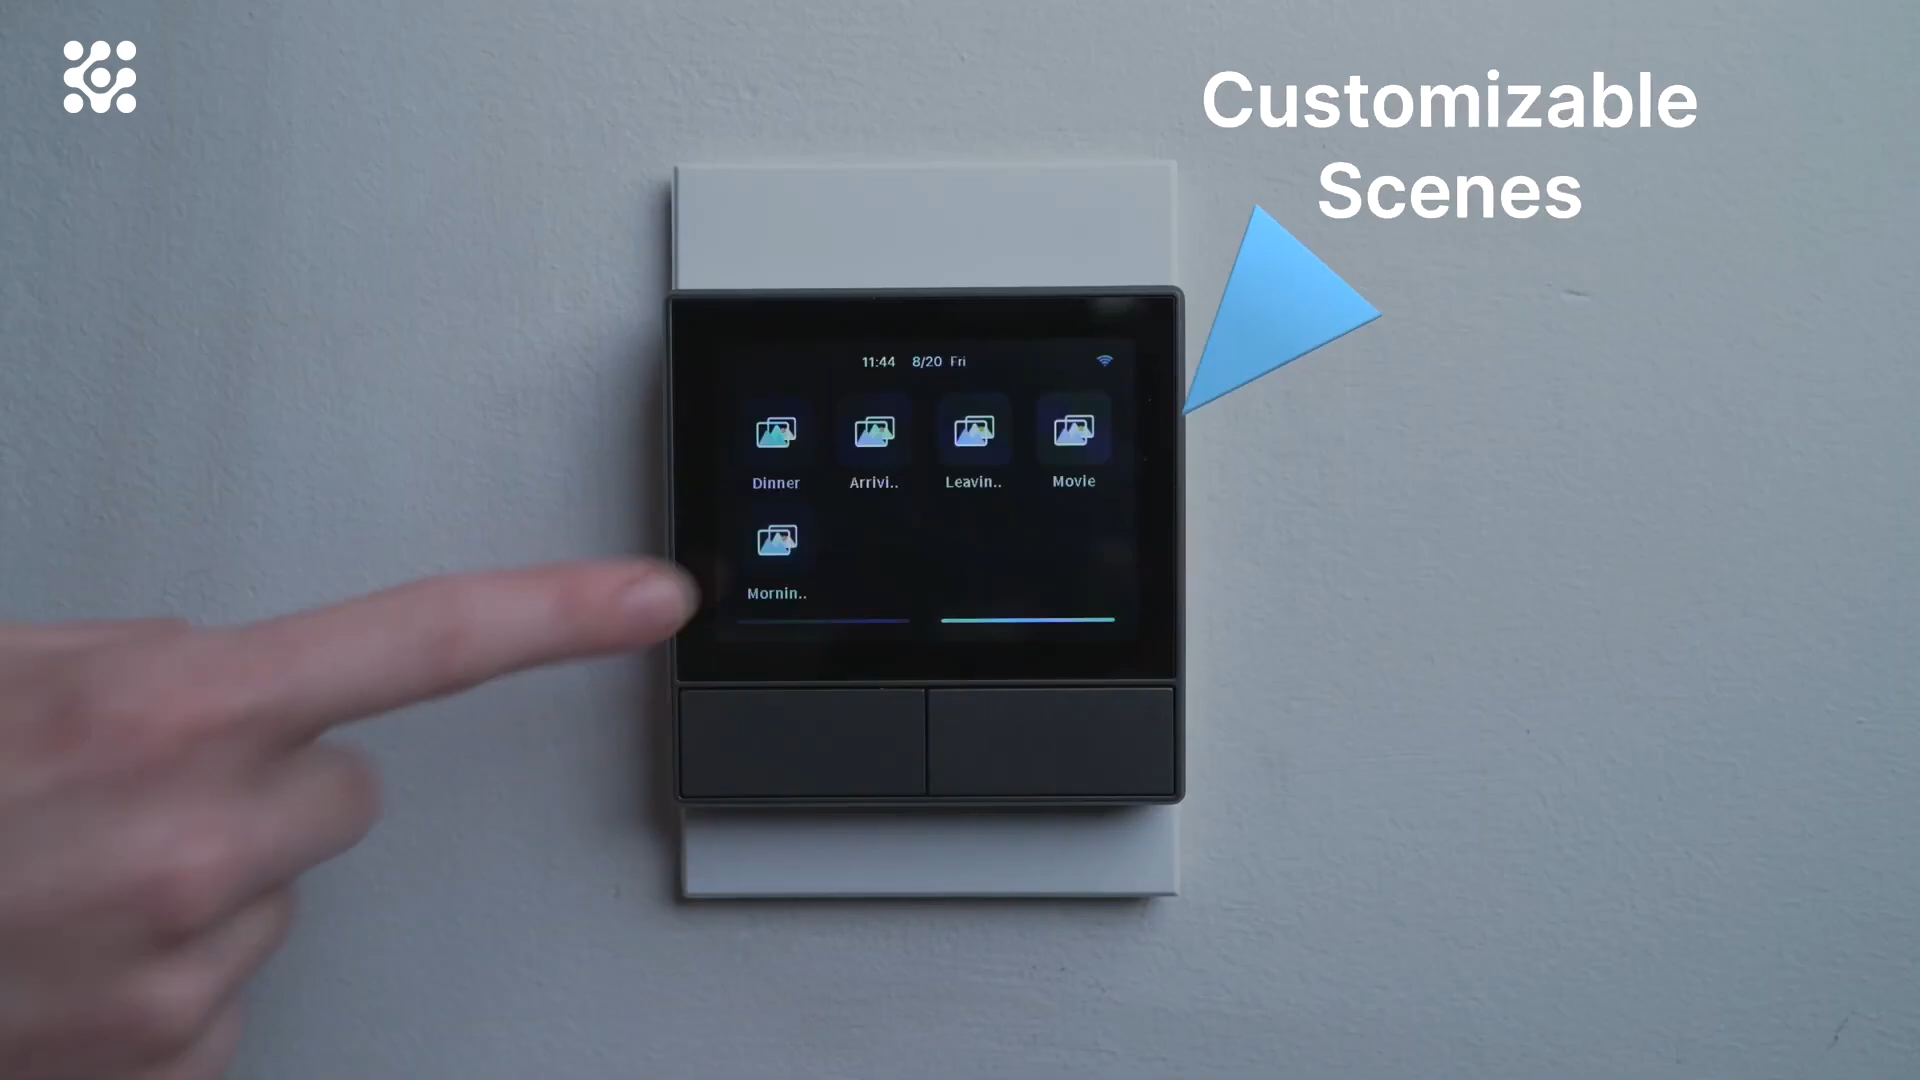 Customizable
Scenes
11:44 8/20 Fri
Dinner Arrivi.. Leavin.. Movie
Mornin..